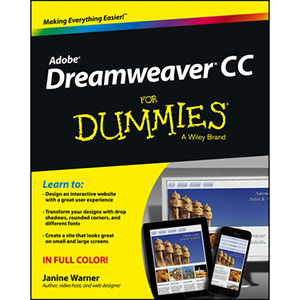 Making Everything Easier!™
Adobe®
Dreamweaver® CC
FOR
DUMMIES®
A Wiley Brand
Learn to:
• Design an interactive website
with a great user experience
• Transform your designs with drop
shadows, rounded corners, and
different fonts
• Create a site that looks great
on small and large screens
IN FULL COLOR!
Janine Warner
Author, video host, and web designer